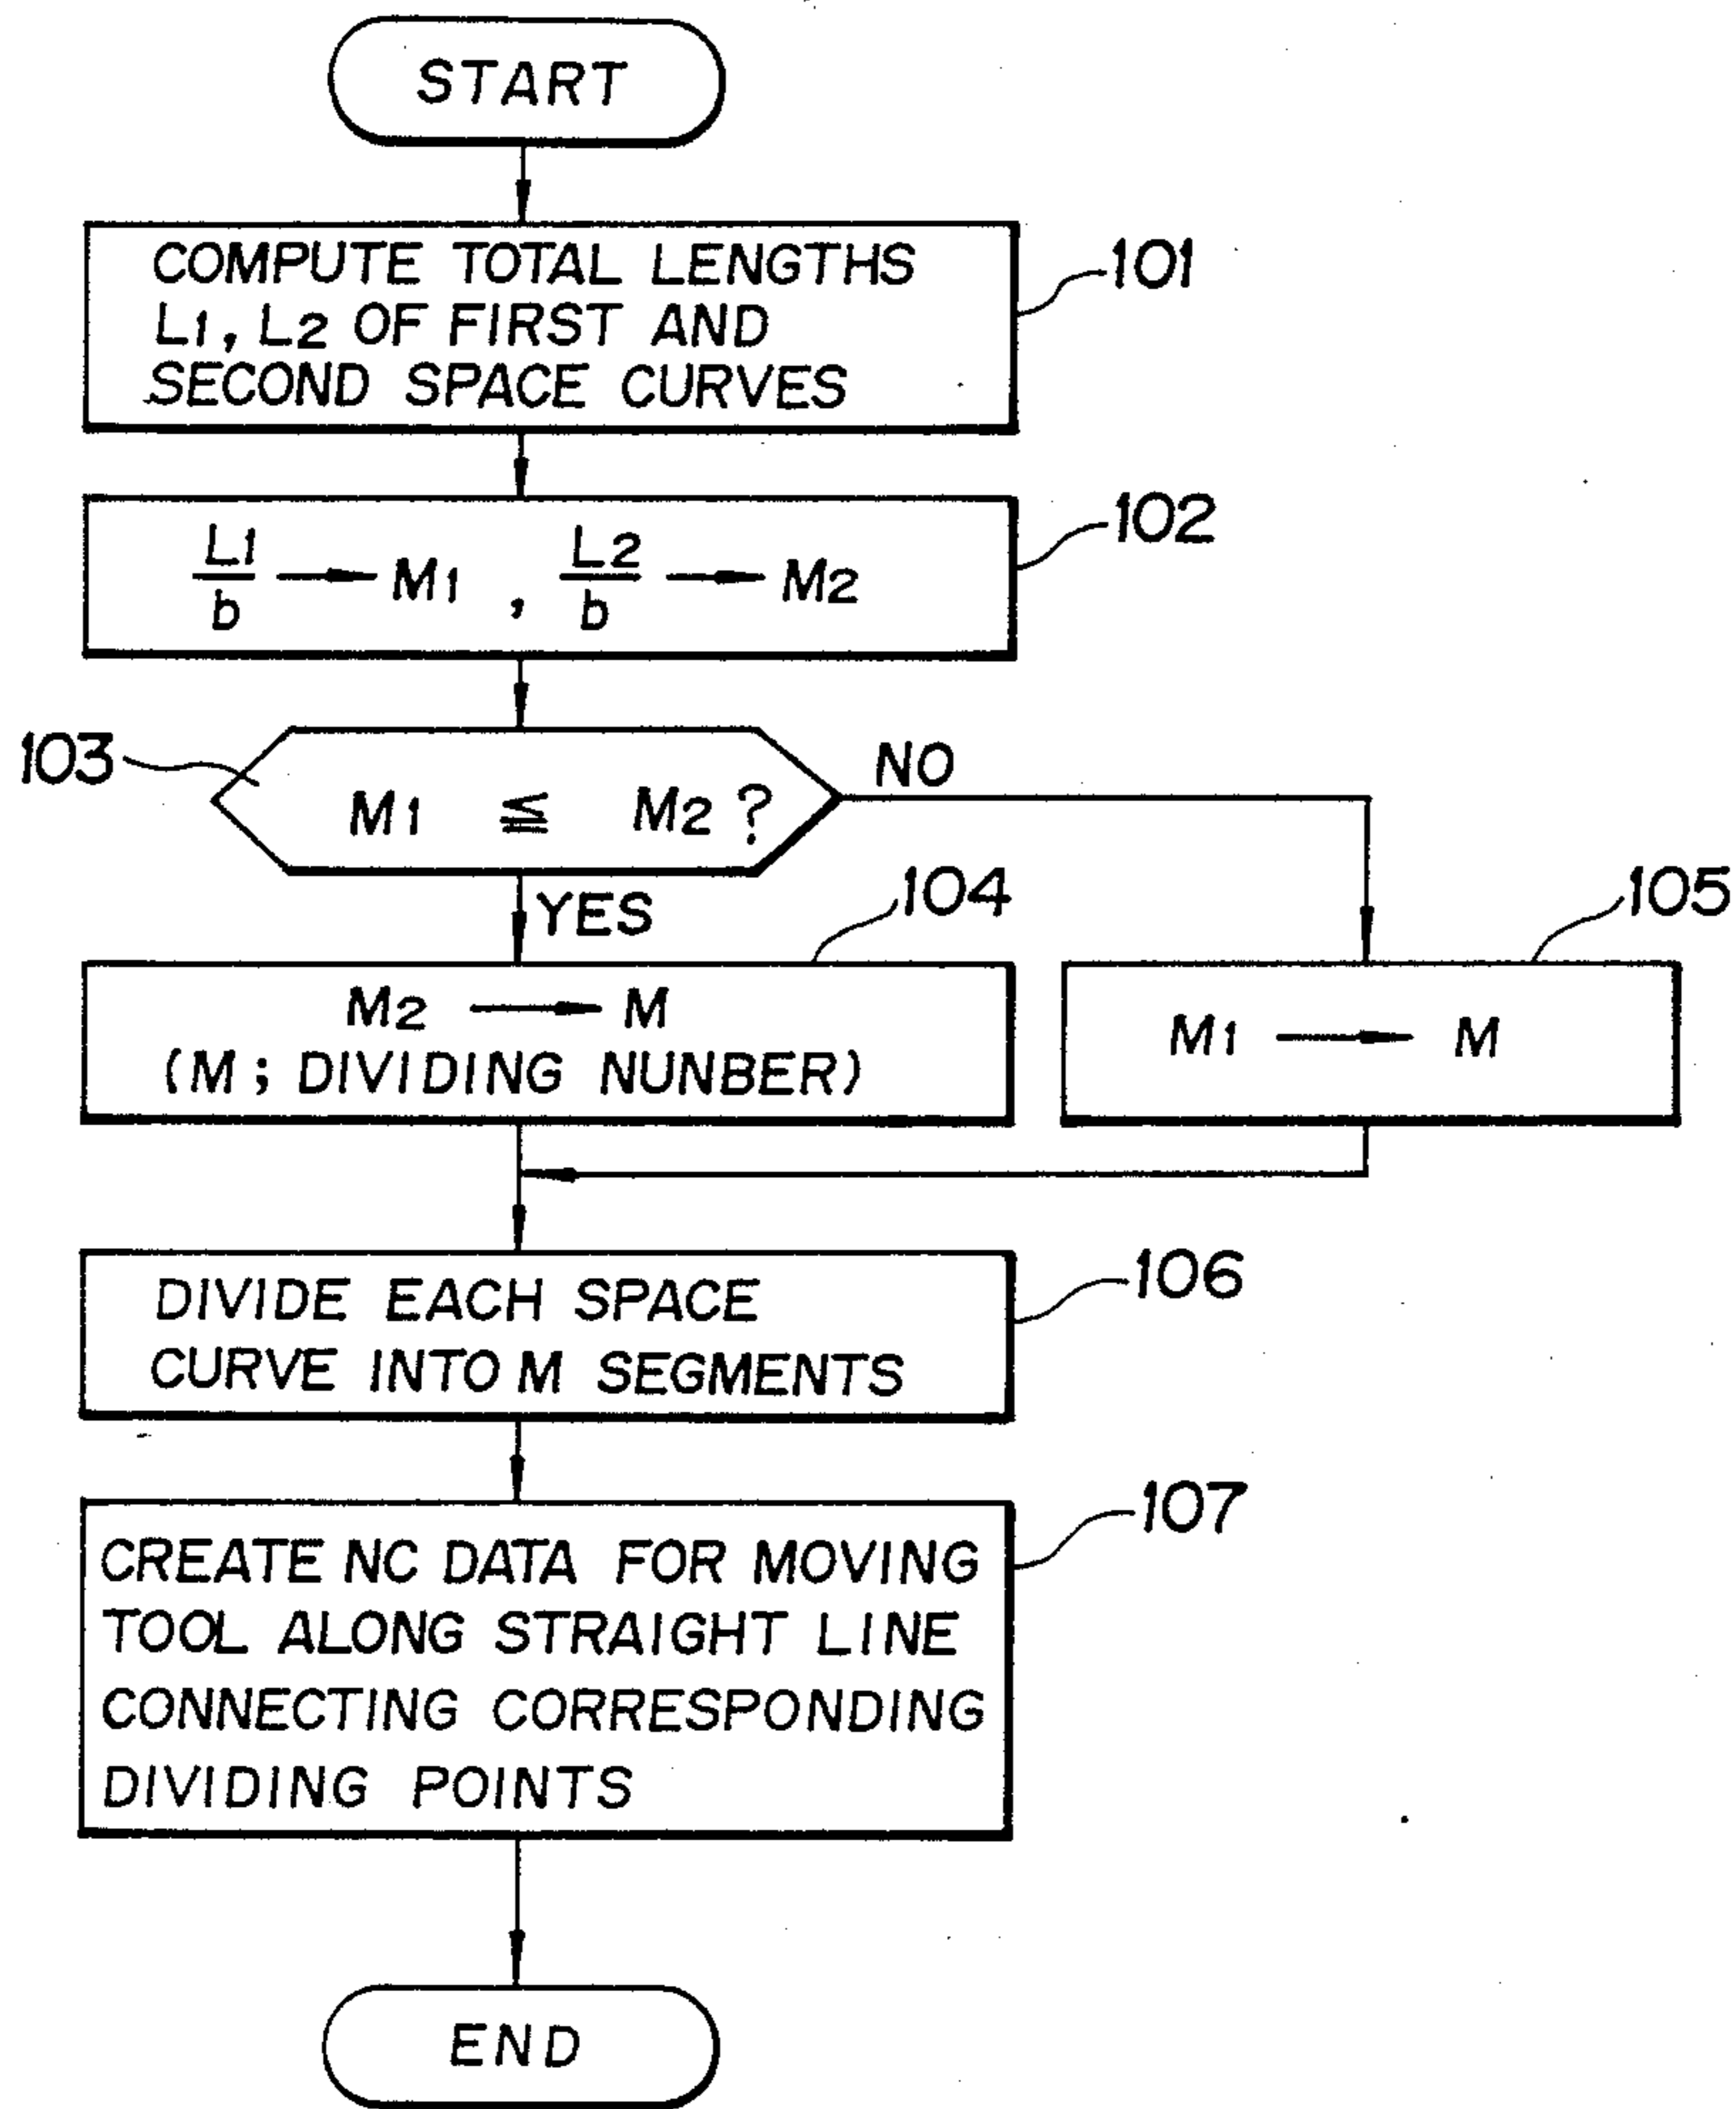 START
COMPUTE TOTAL LENGTHS
L1, L2 OF FIRST AND
SECOND SPACE CURVES
101
L1/b → M1 , L2/b → M2
102
103
M1 ≦ M2 ?
NO
YES
104
M2 → M
(M ; DIVIDING NUNBER)
105
M1 → M
DIVIDE EACH SPACE
CURVE INTO M SEGMENTS
106
CREATE NC DATA FOR MOVING
TOOL ALONG STRAIGHT LINE
CONNECTING CORRESPONDING
DIVIDING POINTS
107
END